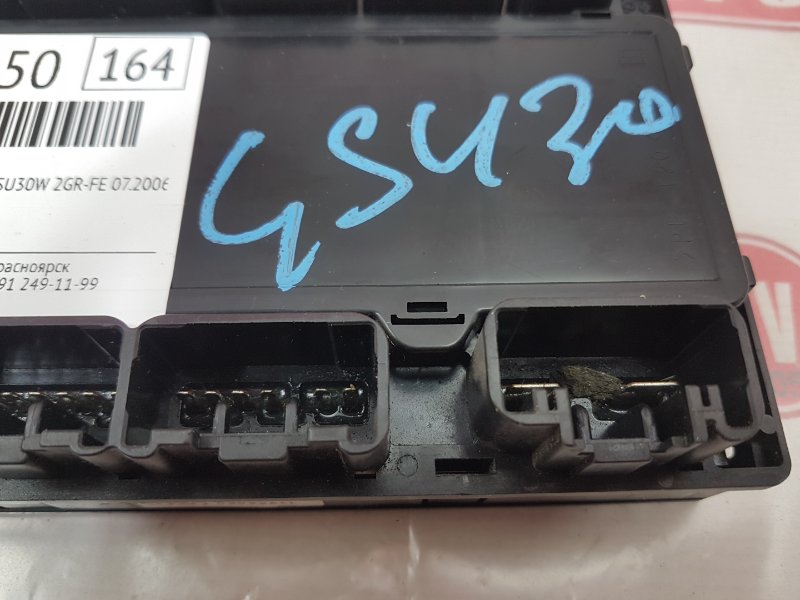 50 164
SU30W 2GR-FE 07.2006
расноярск
91 249-11-99
GSU30